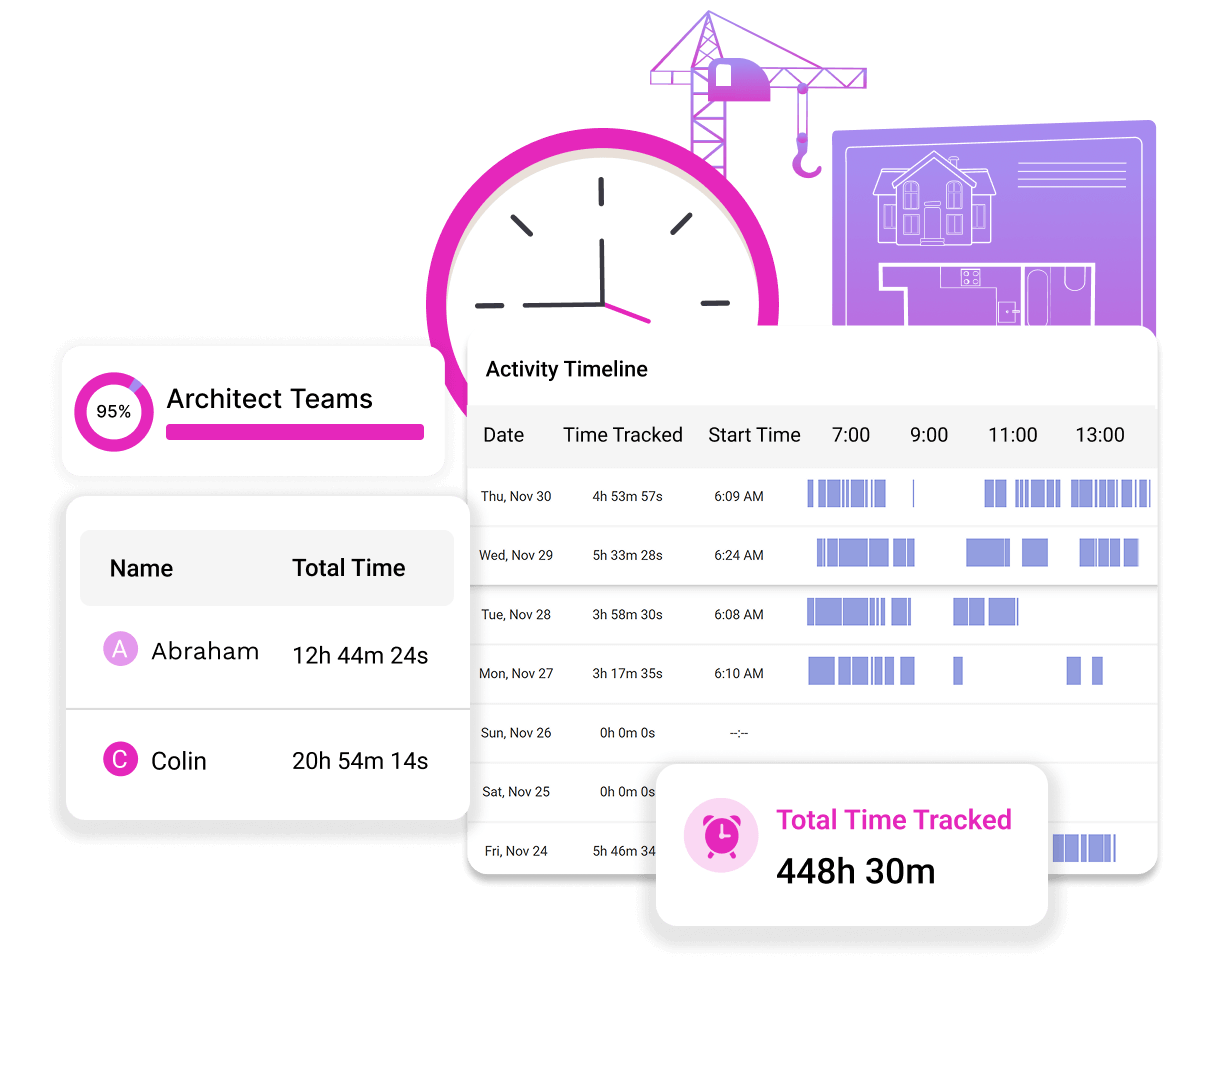 Activity Timeline
Date Time Tracked Start Time 7:00 9:00 11:00 13:00
Thu, Nov 30 4h 53m 57s 6:09 AM
Wed, Nov 29 5h 33m 28s 6:24 AM
Tue, Nov 28 3h 58m 30s 6:08 AM
Mon, Nov 27 3h 17m 35s 6:10 AM
Sun, Nov 26 0h 0m 0s --:--
Sat, Nov 25 0h 0m 0s
Fri, Nov 24 5h 46m 34
95% Architect Teams
Name Total Time
A Abraham 12h 44m 24s
C Colin 20h 54m 14s
Total Time Tracked
448h 30m